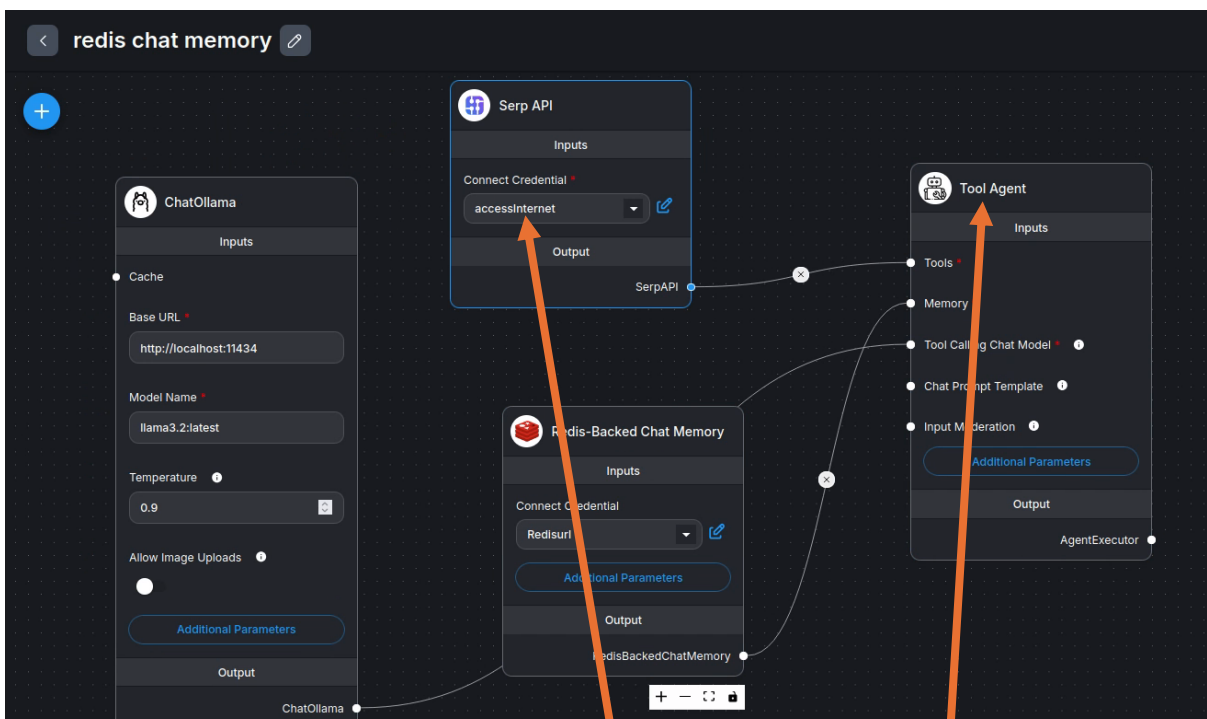 redis chat memory
Serp API
Inputs
Connect Credential *
accessInternet
Output
SerpAPI
ChatOllama
Inputs
Cache
Base URL *
http://localhost:11434
Model Name *
llama3.2:latest
Temperature
0.9
Allow Image Uploads
Additional Parameters
Output
ChatOllama
Redis-Backed Chat Memory
Inputs
Connect Credential
Redisurl
Additional Parameters
Output
RedisBackedChatMemory
Tool Agent
Inputs
Tools *
Memory
Tool Calling Chat Model *
Chat Prompt Template
Input Moderation
Additional Parameters
Output
AgentExecutor